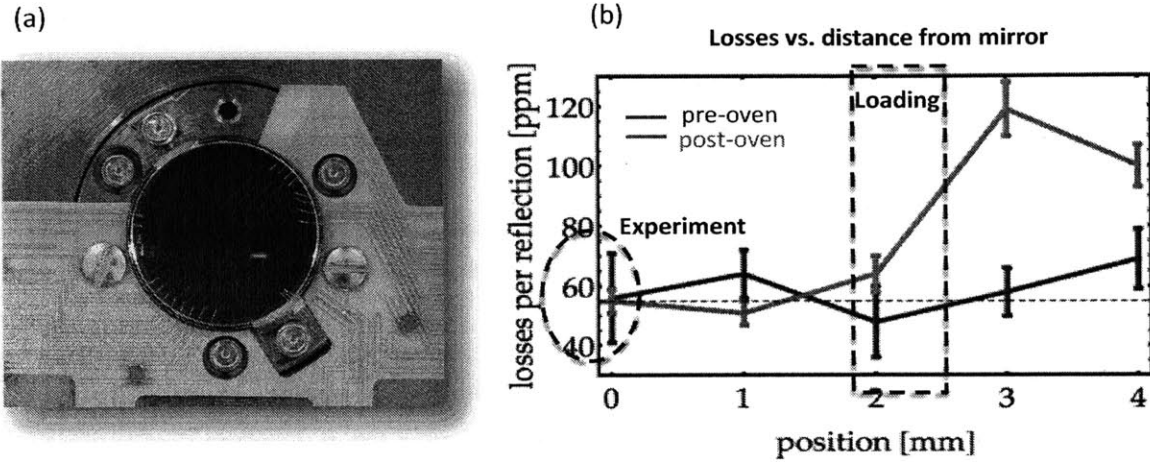 (a)
(b)
Losses vs. distance from mirror
losses per reflection [ppm]
120
100
80
60
40
pre-oven
post-oven
Loading
Experiment
0 1 2 3 4
position [mm]